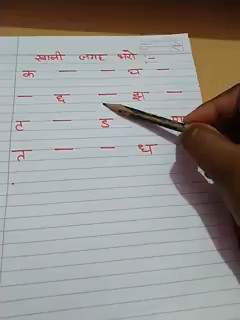 खाली जगह भरो :-
क — — घ —
— छ — झ —
ट — ड —
त — — ध —